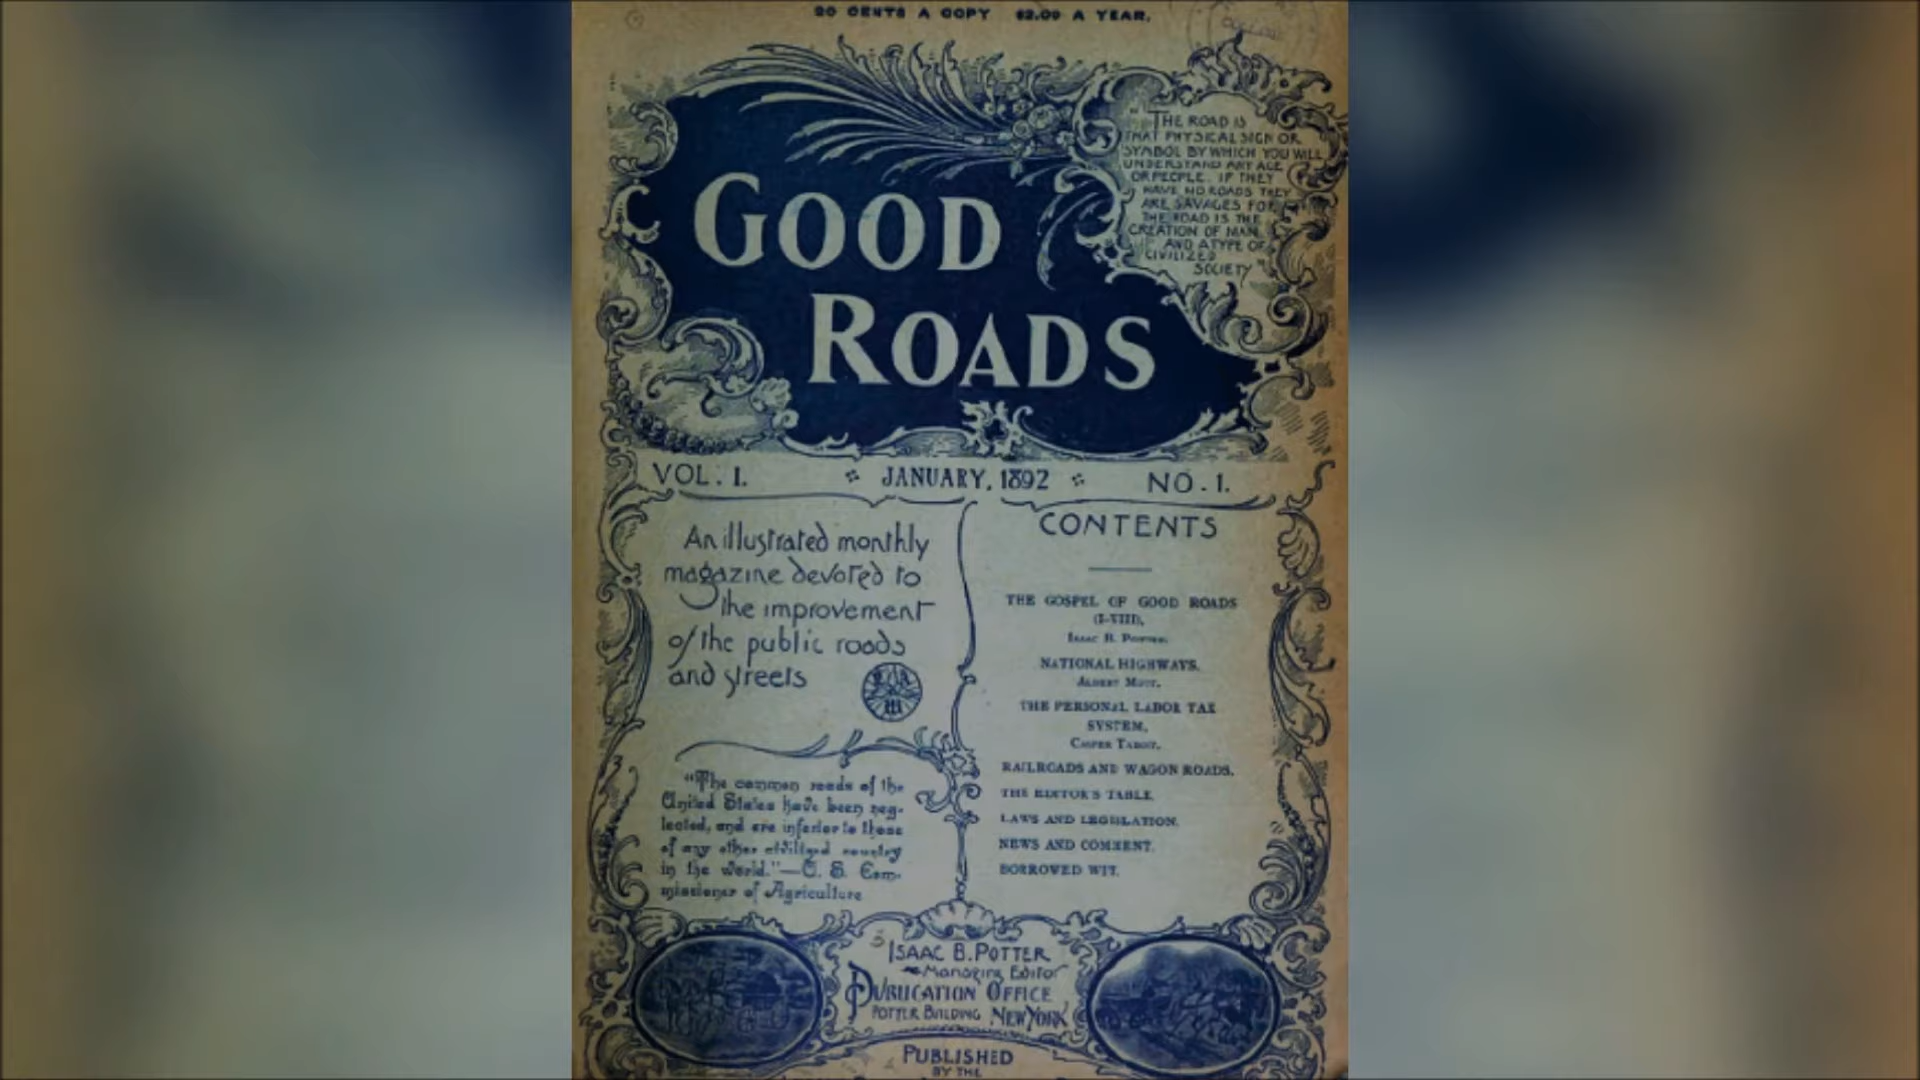 20 CENTS A COPY $2.00 A YEAR.
"THE ROAD IS
THAT PHYSICAL SIGN OR
SYMBOL BY WHICH YOU WILL
UNDERSTAND ANY AGE
OR PEOPLE. IF THEY
HAVE NO ROADS THEY
ARE SAVAGES FOR
THE ROAD IS THE
CREATION OF MAN
AND A TYPE OF
CIVILIZED
SOCIETY"
GOOD
ROADS
VOL. I. JANUARY, 1892 NO. 1.
An illustrated monthly
magazine devoted to
the improvement
of the public roads
and streets
"The common roads of the
United States have been neg-
lected, and are inferior to those
of any other civilized country
in the world."—U. S. Com-
missioner of Agriculture
CONTENTS
THE GOSPEL OF GOOD ROADS
(I-VIII),
ISAAC B. POTTER.
NATIONAL HIGHWAYS.
ALBERT MOTT.
THE PERSONAL LABOR TAX
SYSTEM,
RAILROADS AND WAGON ROADS.
THE EDITOR'S TABLE.
LAWS AND LEGISLATION.
NEWS AND COMMENT.
BORROWED WIT.
ISAAC B. POTTER
Managing Editor
PUBLICATION OFFICE
POTTER BUILDING NEW YORK
PUBLISHED
BY THE